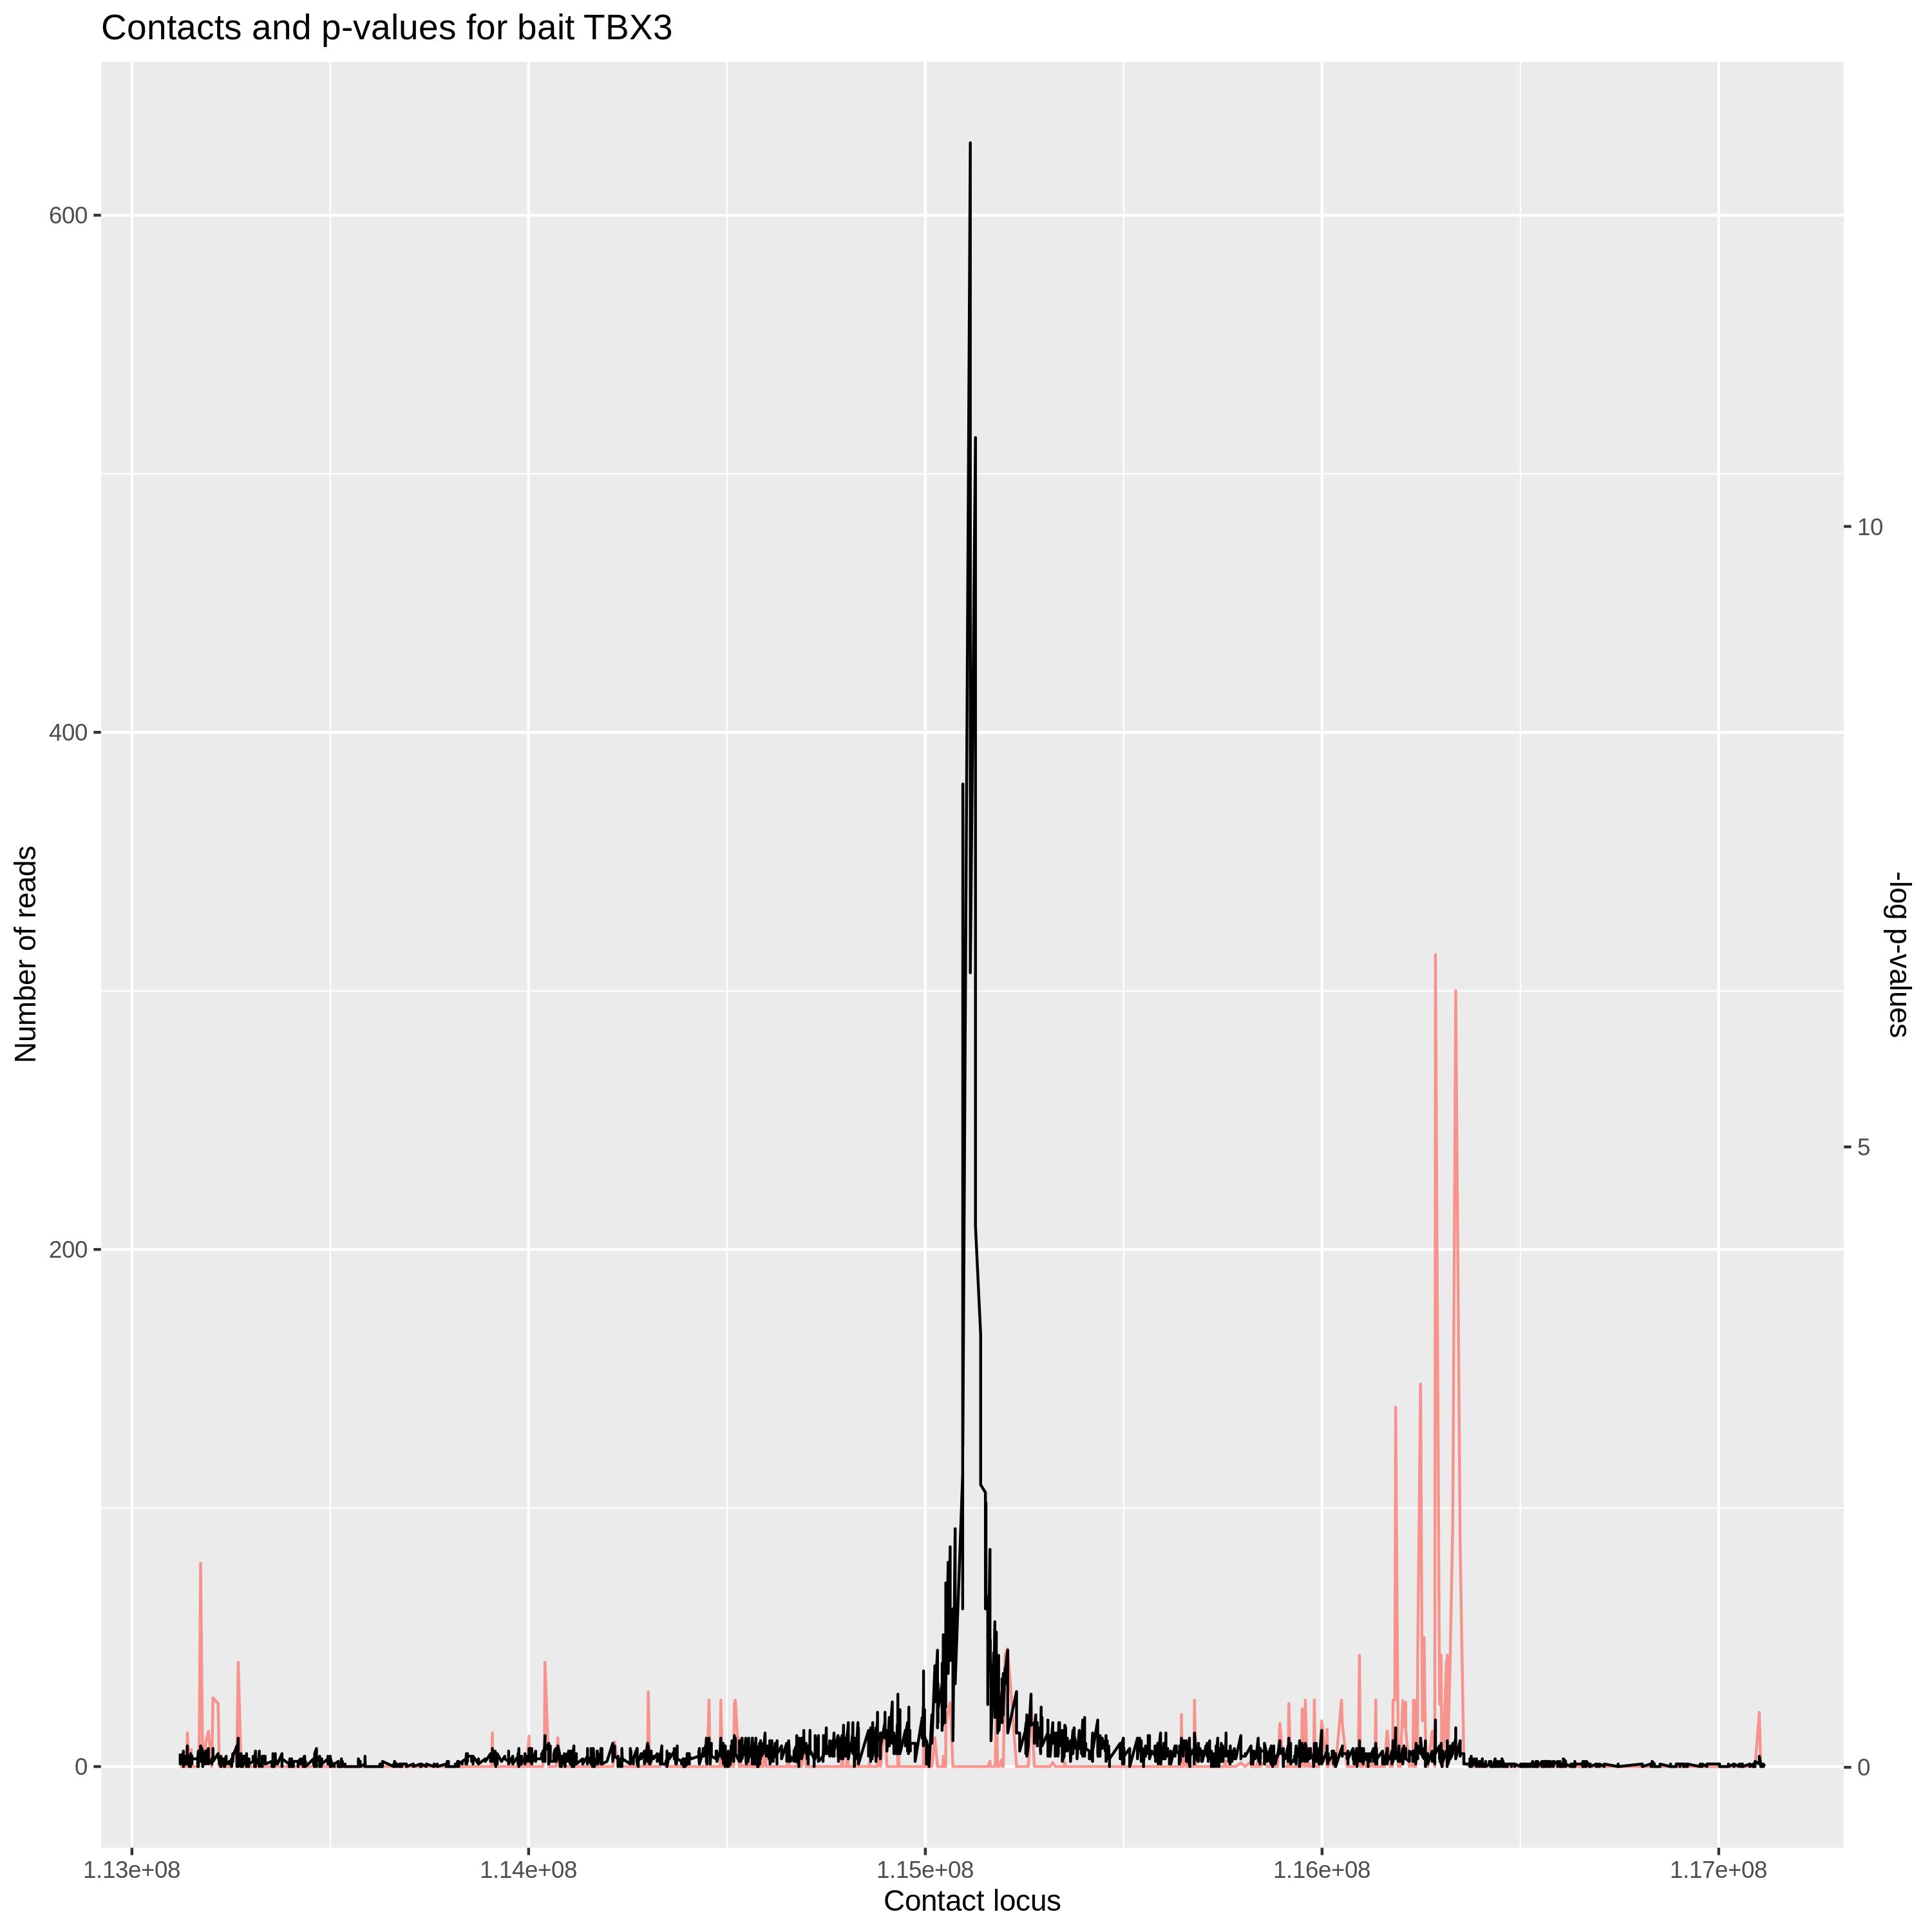 Contacts and p-values for bait TBX3
600
400
200
0
Number of reads
10
5
0
-log p-values
1.13e+08
1.14e+08
1.15e+08
1.16e+08
1.17e+08
Contact locus